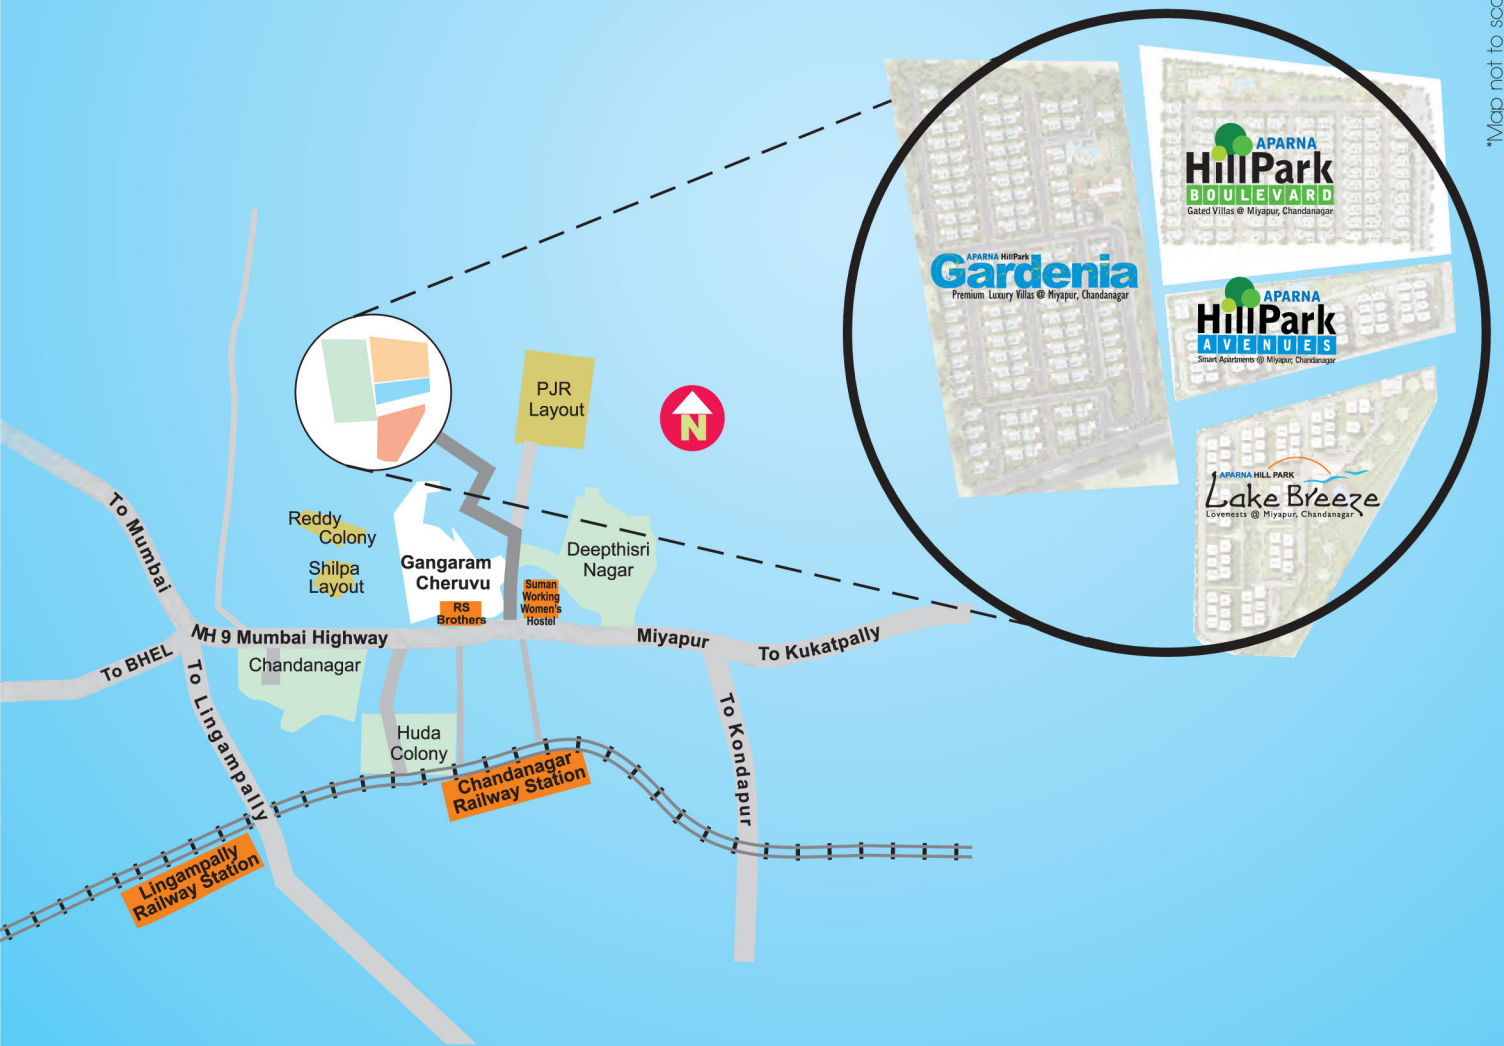 *Map not to
APARNA
HillPark
BOULEVARD
Gated Villas @ Miyapur, Chandanagar
APARNA HillPark
Gardenia
Premium Luxury Villas @ Miyapur, Chandanagar
APARNA
HillPark
AVENUES
Smart Apartments @ Miyapur, Chandanagar
APARNA HILL PARK
Lake Breeze
Lovenests @ Miyapur, Chandanagar
PJR
Layout
N
To Mumbai
Reddy
Colony
Shilpa
Layout
Gangaram
Cheruvu
Deepthisri
Nagar
RS
Brothers
Suman
Working
Women's
Hostel
NH 9 Mumbai Highway
Miyapur
To Kukatpally
To BHEL
Chandanagar
To Lingampally
Huda
Colony
To Kondapur
Chandanagar
Railway Station
Lingampally
Railway Station